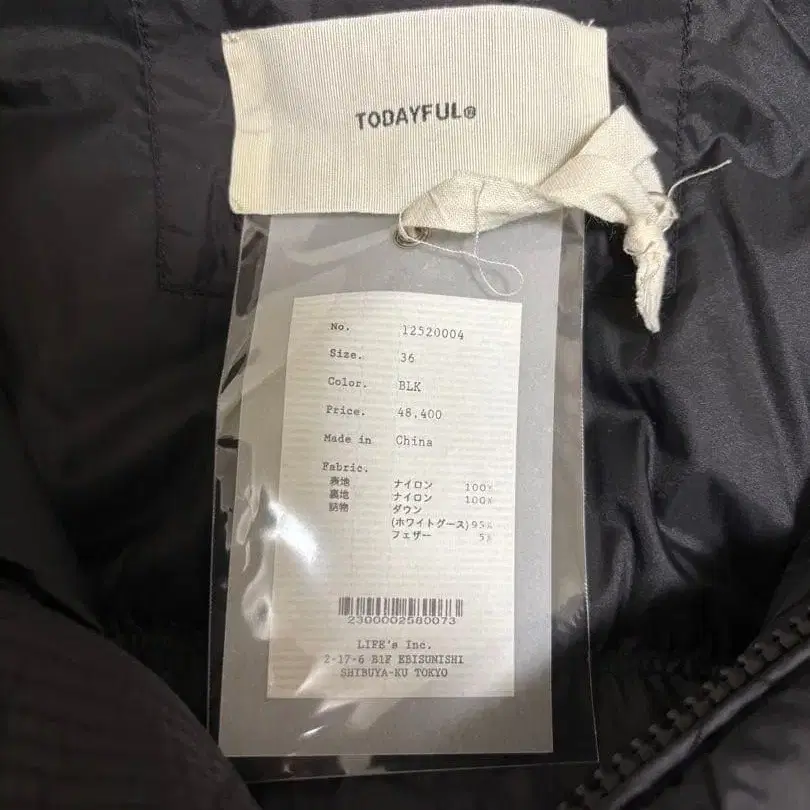 TODAYFUL®
No. 12520004
Size. 36
Color. BLK
Price. 48,400
Made in China
Fabric.
表地 ナイロン 100%
裏地 ナイロン 100%
詰物 ダウン
(ホワイトグース) 95%
フェザー 5%
2300002580073
LIFE's Inc.
2-17-6 B1F EBISUNISHI
SHIBUYA-KU TOKYO